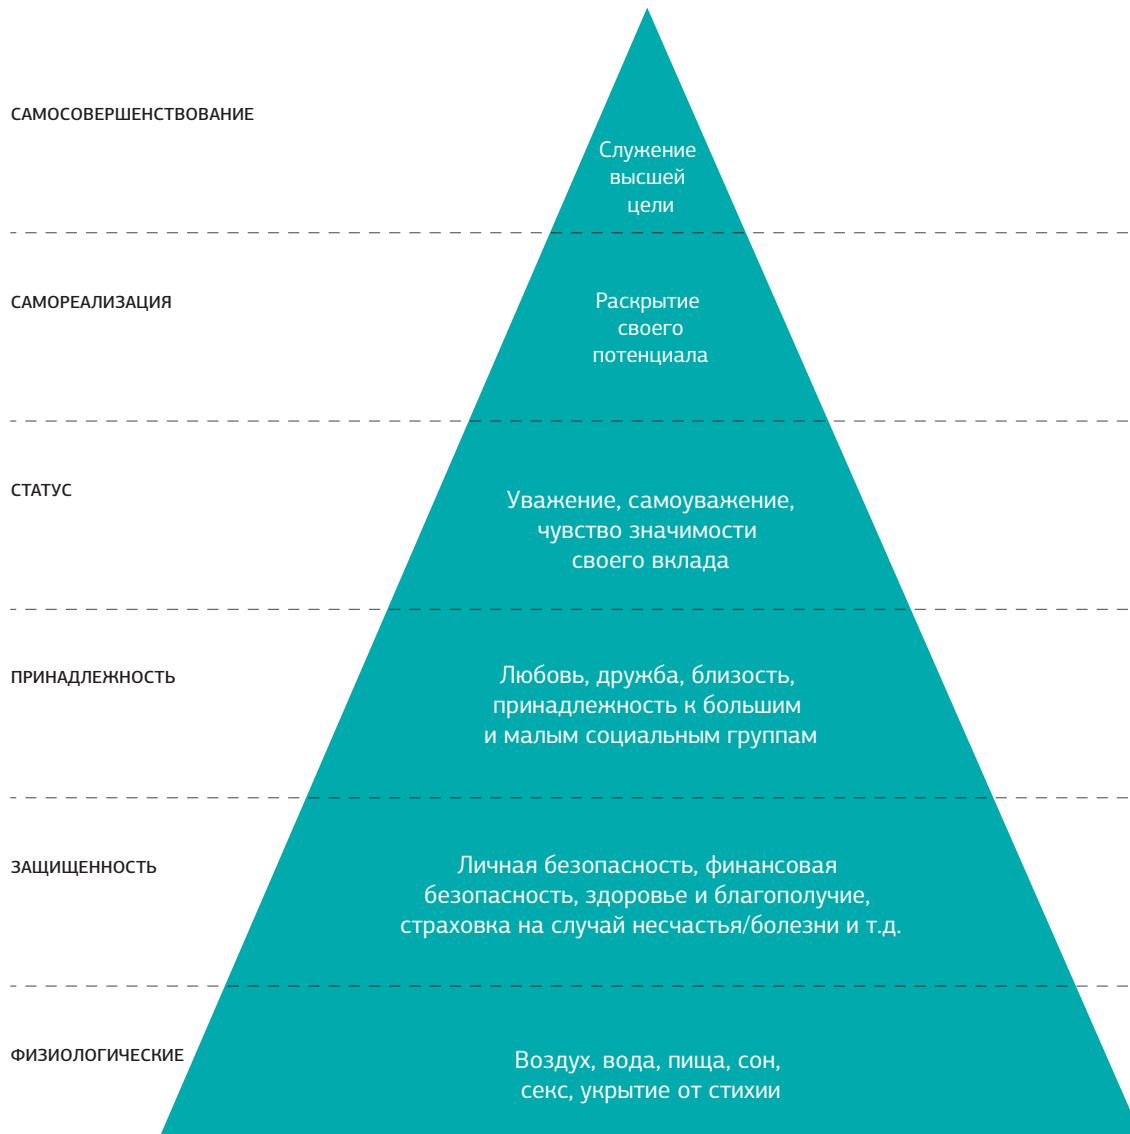 САМОСОВЕРШЕНСТВОВАНИЕ
Служение
высшей
цели
САМОРЕАЛИЗАЦИЯ
Раскрытие
своего
потенциала
СТАТУС
Уважение, самоуважение,
чувство значимости
своего вклада
ПРИНАДЛЕЖНОСТЬ
Любовь, дружба, близость,
принадлежность к большим
и малым социальным группам
ЗАЩИЩЕННОСТЬ
Личная безопасность, финансовая
безопасность, здоровье и благополучие,
страховка на случай несчастья/болезни и т.д.
ФИЗИОЛОГИЧЕСКИЕ
Воздух, вода, пища, сон,
секс, укрытие от стихии